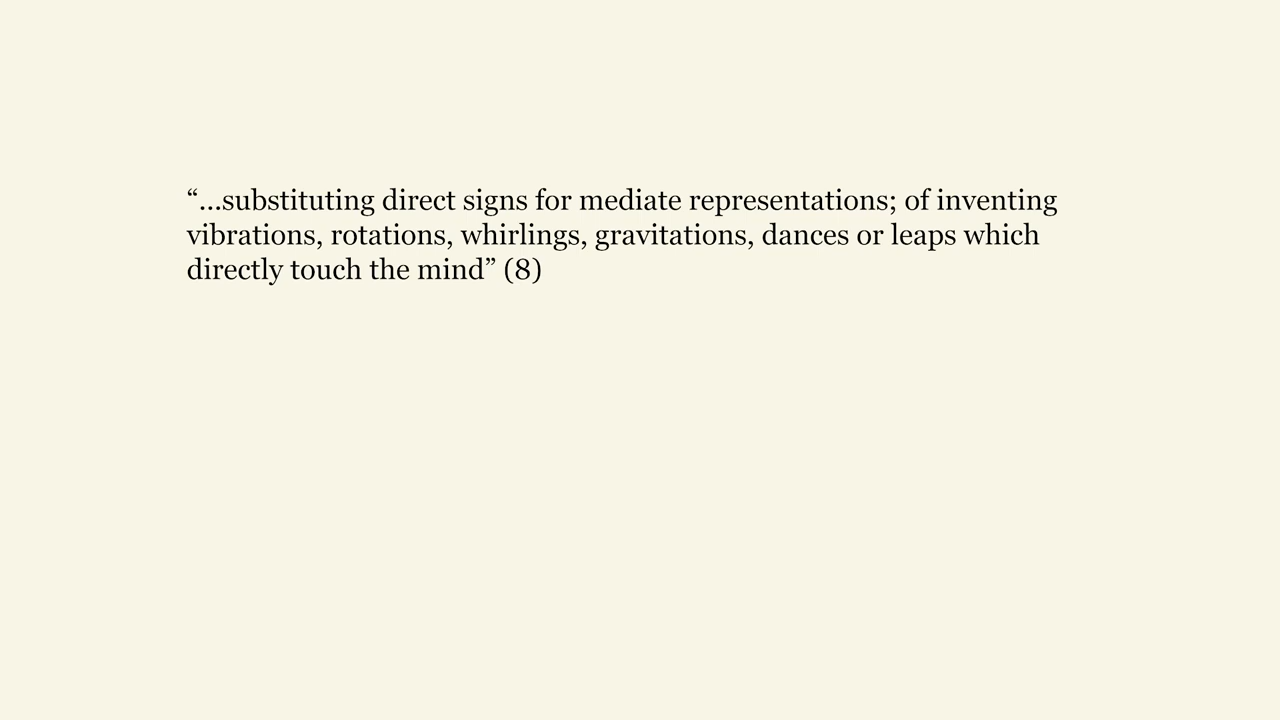 “…substituting direct signs for mediate representations; of inventing
vibrations, rotations, whirlings, gravitations, dances or leaps which
directly touch the mind” (8)